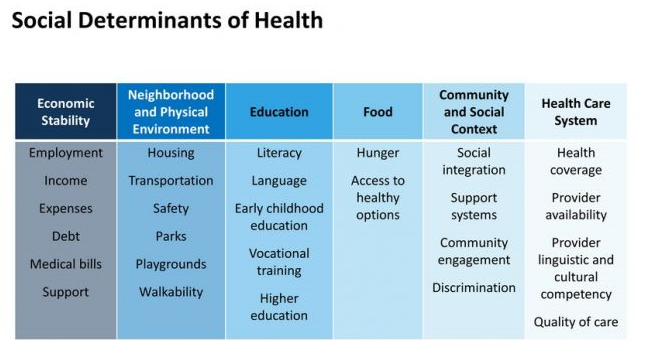 Social Determinants of Health
Economic
Stability
Employment
Income
Expenses
Debt
Medical bills
Support
Neighborhood
and Physical
Environment
Housing
Transportation
Safety
Parks
Playgrounds
Walkability
Education
Literacy
Language
Early childhood
education
Vocational
training
Higher
education
Food
Hunger
Access to
healthy
options
Community
and Social
Context
Social
integration
Support
systems
Community
engagement
Discrimination
Health Care
System
Health
coverage
Provider
availability
Provider
linguistic and
cultural
competency
Quality of care